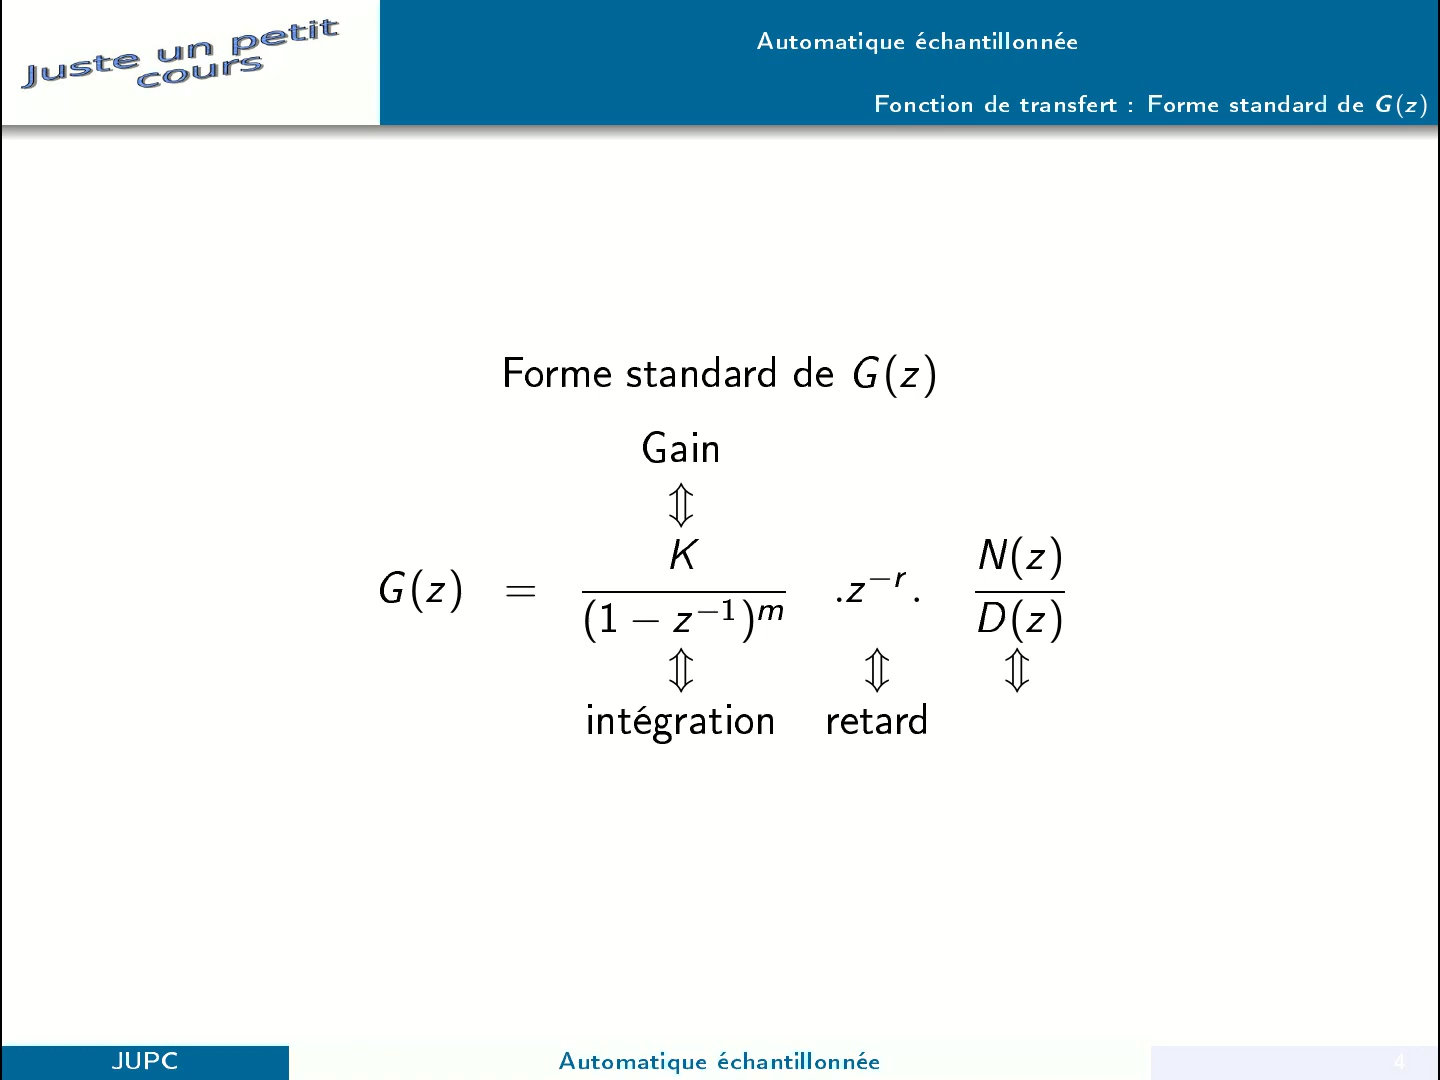 Juste un petit
cours
Automatique échantillonnée
Fonction de transfert : Forme standard de G(z)
Forme standard de G(z)
Gain
⇕
G(z) = K / (1 − z⁻¹)ᵐ .z⁻ʳ. N(z) / D(z)
⇕ ⇕ ⇕
intégration retard
JUPC Automatique échantillonnée 4